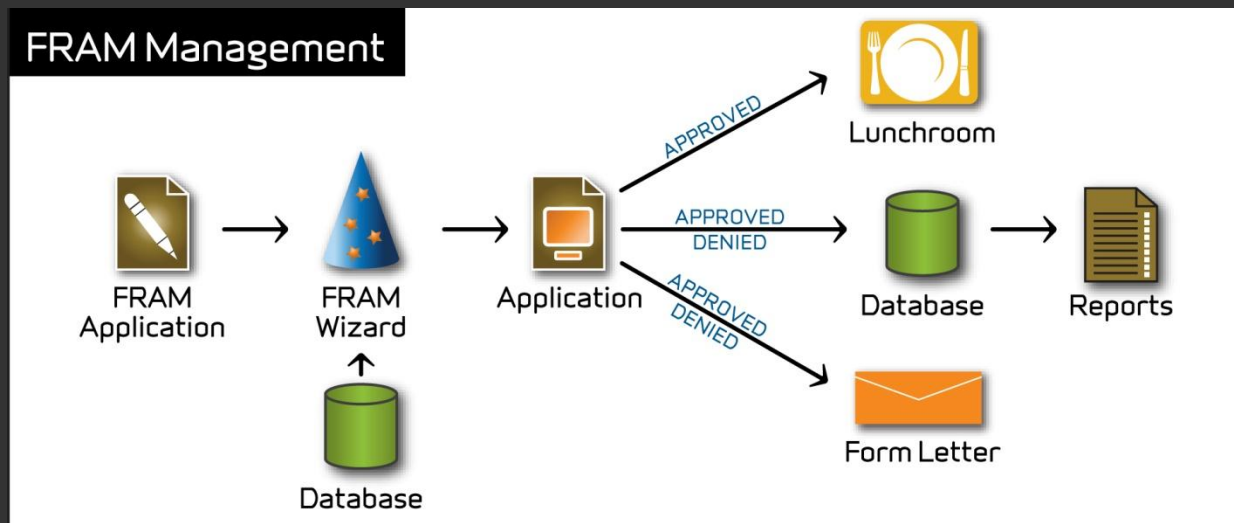 FRAM Management
FRAM
Application
FRAM
Wizard
Database
Application
APPROVED
APPROVED
DENIED
APPROVED
DENIED
Lunchroom
Database
Reports
Form Letter